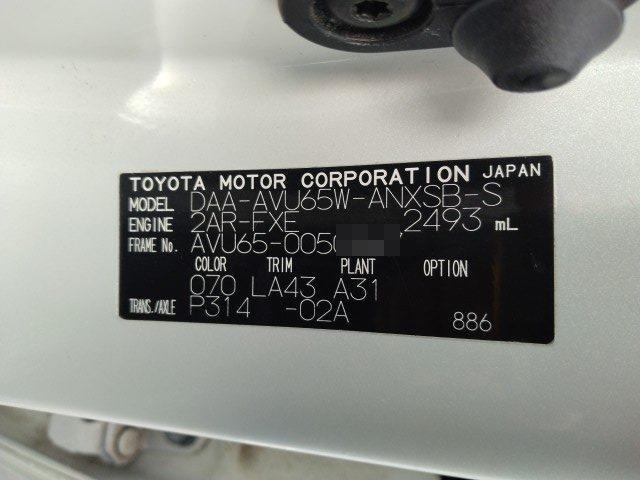 TOYOTA MOTOR CORPORATION JAPAN
MODEL DAA-AVU65W-ANXSB-S
ENGINE 2AR-FXE 2493 mL
FRAME No. AVU65-005
COLOR TRIM PLANT OPTION
070 LA43 A31
TRANS./AXLE P314 -02A
886